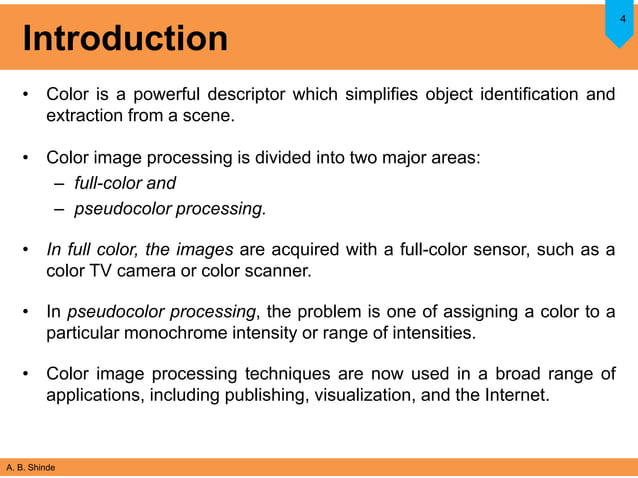 4
Introduction
• Color is a powerful descriptor which simplifies object identification and
extraction from a scene.
• Color image processing is divided into two major areas:
– full-color and
– pseudocolor processing.
• In full color, the images are acquired with a full-color sensor, such as a
color TV camera or color scanner.
• In pseudocolor processing, the problem is one of assigning a color to a
particular monochrome intensity or range of intensities.
• Color image processing techniques are now used in a broad range of
applications, including publishing, visualization, and the Internet.
A. B. Shinde